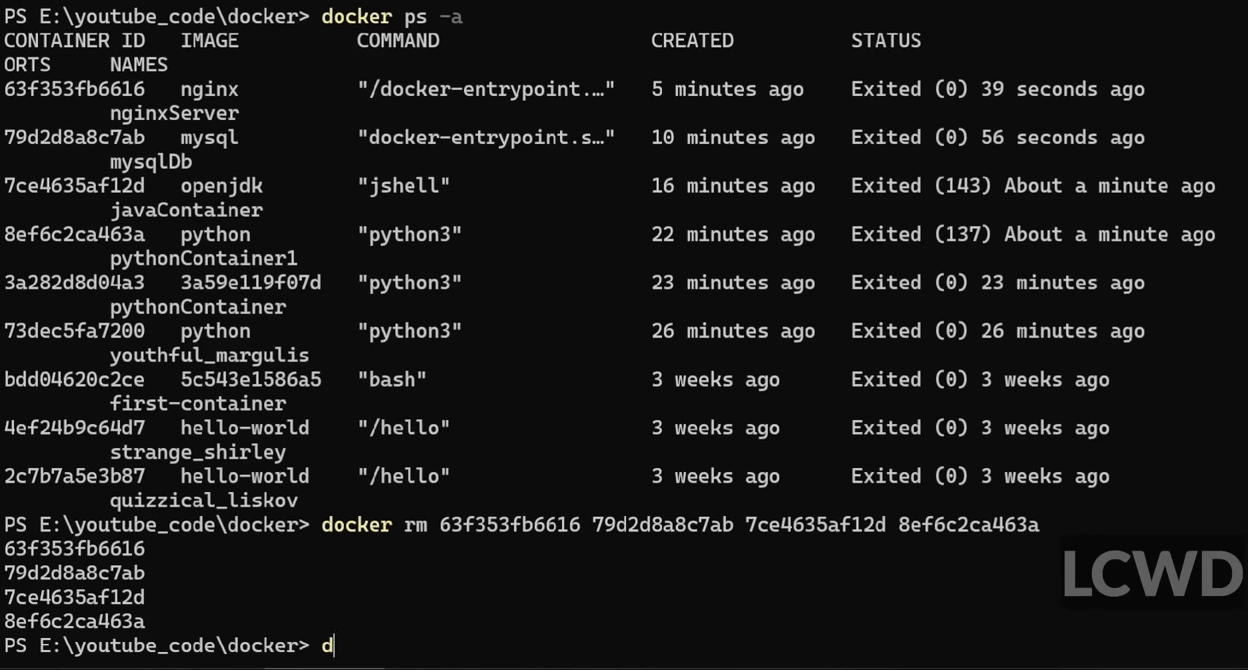 PS E:\youtube_code\docker> docker ps -a
CONTAINER ID   IMAGE          COMMAND                  CREATED          STATUS
ORTS     NAMES
63f353fb6616   nginx          "/docker-entrypoint.…"   5 minutes ago    Exited (0) 39 seconds ago
         nginxServer
79d2d8a8c7ab   mysql          "docker-entrypoint.s…"   10 minutes ago   Exited (0) 56 seconds ago
         mysqlDb
7ce4635af12d   openjdk        "jshell"                 16 minutes ago   Exited (143) About a minute ago
         javaContainer
8ef6c2ca463a   python         "python3"                22 minutes ago   Exited (137) About a minute ago
         pythonContainer1
3a282d8d04a3   3a59e119f07d   "python3"                23 minutes ago   Exited (0) 23 minutes ago
         pythonContainer
73dec5fa7200   python         "python3"                26 minutes ago   Exited (0) 26 minutes ago
         youthful_margulis
bdd04620c2ce   5c543e1586a5   "bash"                   3 weeks ago      Exited (0) 3 weeks ago
         first-container
4ef24b9c64d7   hello-world    "/hello"                 3 weeks ago      Exited (0) 3 weeks ago
         strange_shirley
2c7b7a5e3b87   hello-world    "/hello"                 3 weeks ago      Exited (0) 3 weeks ago
         quizzical_liskov
PS E:\youtube_code\docker> docker rm 63f353fb6616 79d2d8a8c7ab 7ce4635af12d 8ef6c2ca463a
63f353fb6616
79d2d8a8c7ab
7ce4635af12d
8ef6c2ca463a
PS E:\youtube_code\docker> d
LCWD